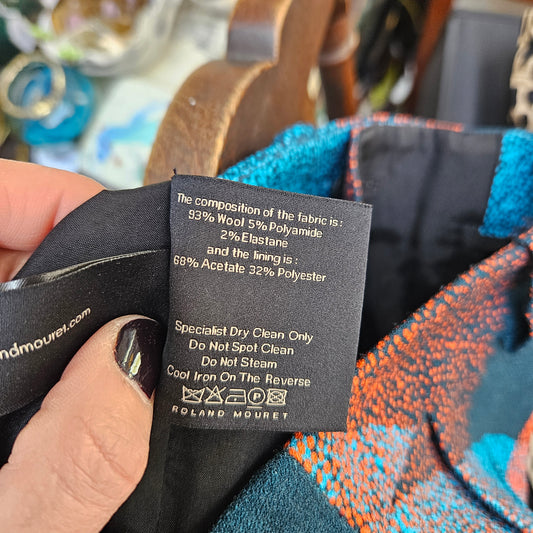 The composition of the fabric is :
93% Wool 5% Polyamide
2% Elastane
and the lining is :
68% Acetate 32% Polyester
Specialist Dry Clean Only
Do Not Spot Clean
Do Not Steam
Cool Iron On The Reverse
P
ROLAND MOURET
ndmouret.com